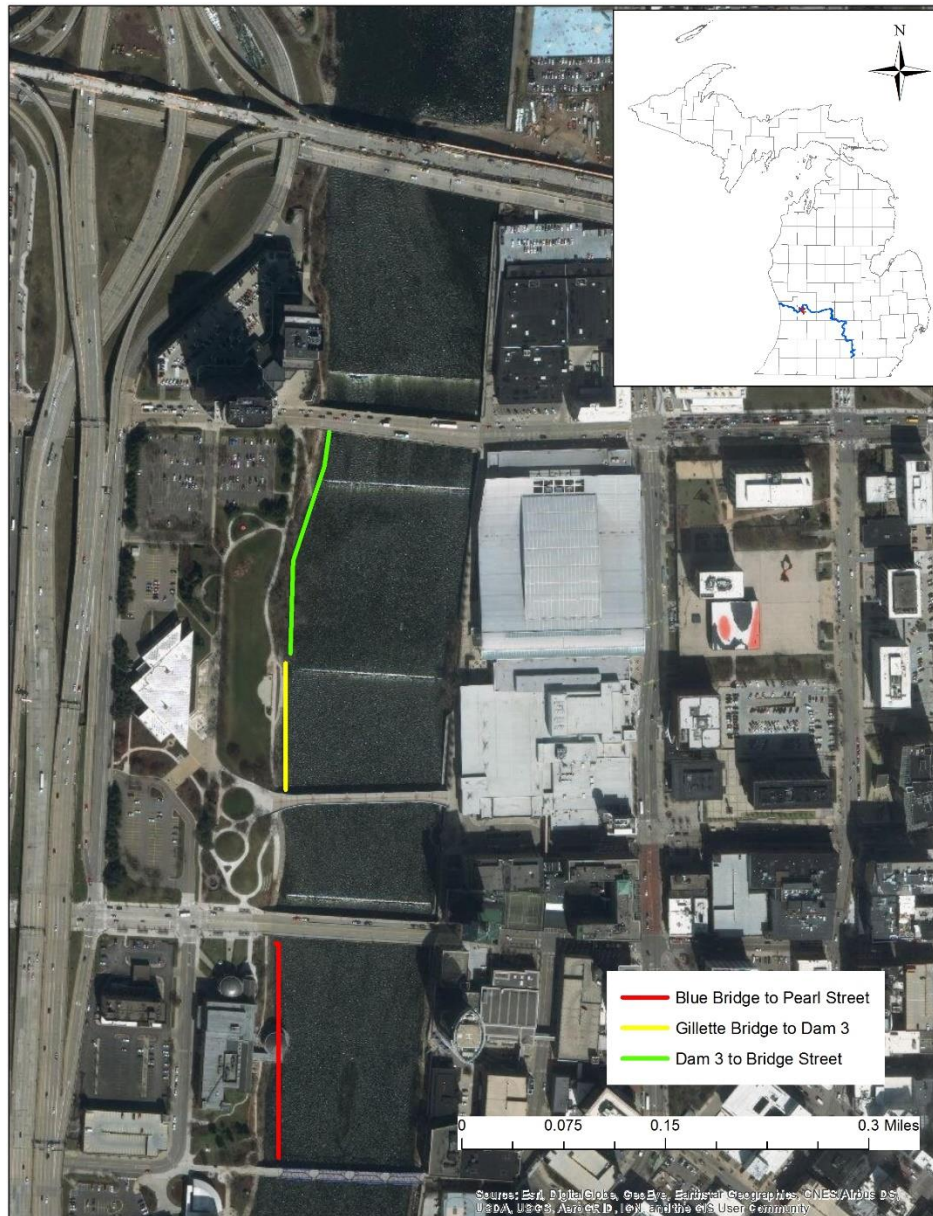 N
Blue Bridge to Pearl Street
Gillette Bridge to Dam 3
Dam 3 to Bridge Street
0 0.075 0.15 0.3 Miles
Source: Esri, DigitalGlobe, GeoEye, Earthstar Geographics, CNES/Airbus DS,
USDA, USGS, AeroGRID, IGN, and the GIS User Community